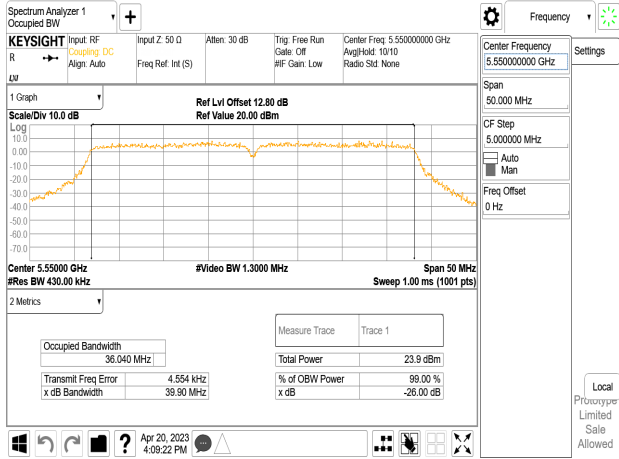 Spectrum Analyzer 1
Occupied BW
Frequency
KEYSIGHT
R
Input: RF
Coupling: DC
Align: Auto
Input Z: 50 Ω
Freq Ref: Int (S)
Atten: 30 dB
Trig: Free Run
Gate: Off
#IF Gain: Low
Center Freq: 5.550000000 GHz
Avg|Hold: 10/10
Radio Std: None
Center Frequency
5.550000000 GHz
Settings
Span
50.000 MHz
CF Step
5.000000 MHz
Auto
Man
Freq Offset
0 Hz
1 Graph
Scale/Div 10.0 dB
Ref Lvl Offset 12.80 dB
Ref Value 20.00 dBm
Log
10.0
0.00
-10.0
-20.0
-30.0
-40.0
-50.0
-60.0
-70.0
Center 5.55000 GHz
#Video BW 1.3000 MHz
Span 50 MHz
#Res BW 430.00 kHz
Sweep 1.00 ms (1001 pts)
2 Metrics
Measure Trace
Trace 1
Occupied Bandwidth
36.040 MHz
Total Power
23.9 dBm
Transmit Freq Error
4.554 kHz
% of OBW Power
99.00 %
x dB Bandwidth
39.90 MHz
x dB
-26.00 dB
Local
Prototype
Limited
Sale
Allowed
?
Apr 20, 2023
4:09:22 PM